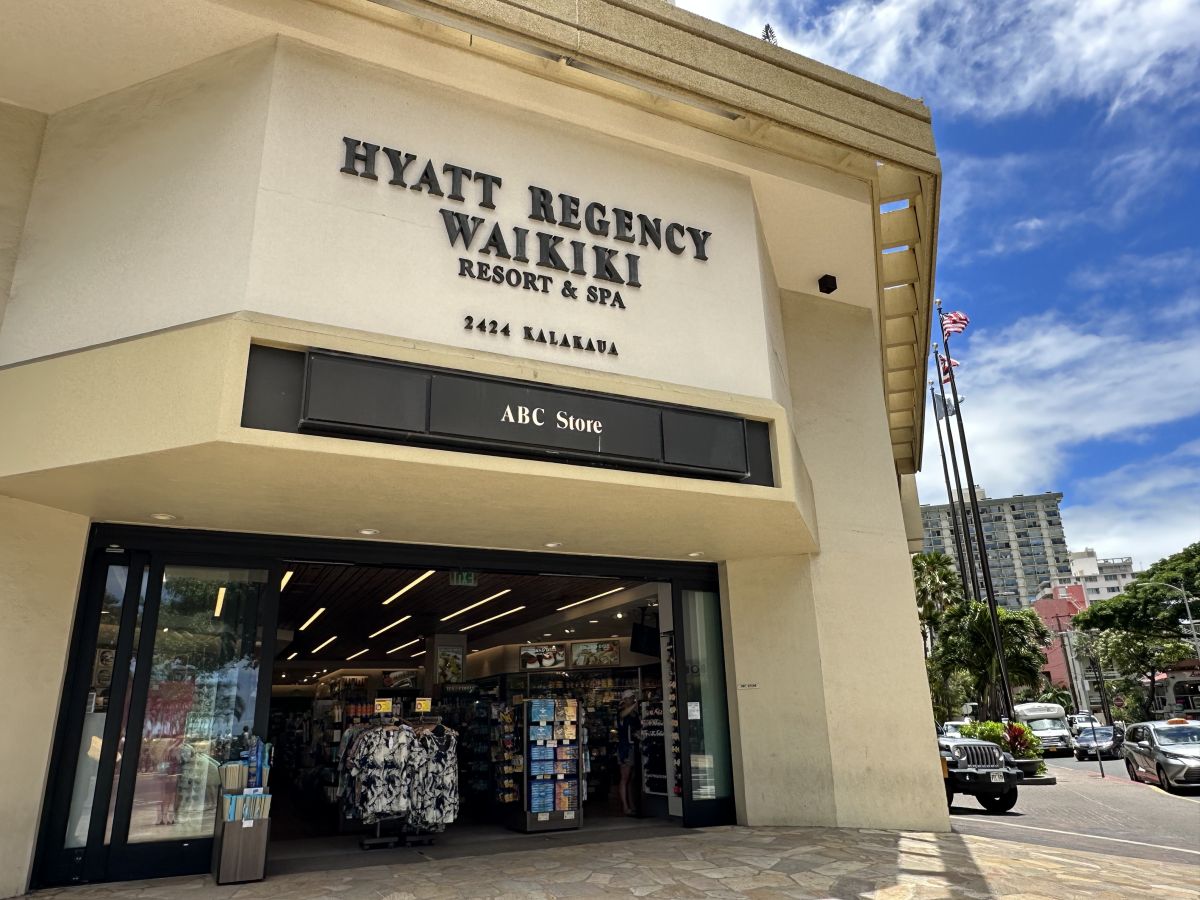 HYATT REGENCY
WAIKIKI
RESORT & SPA
2424 KALAKAUA
ABC Store